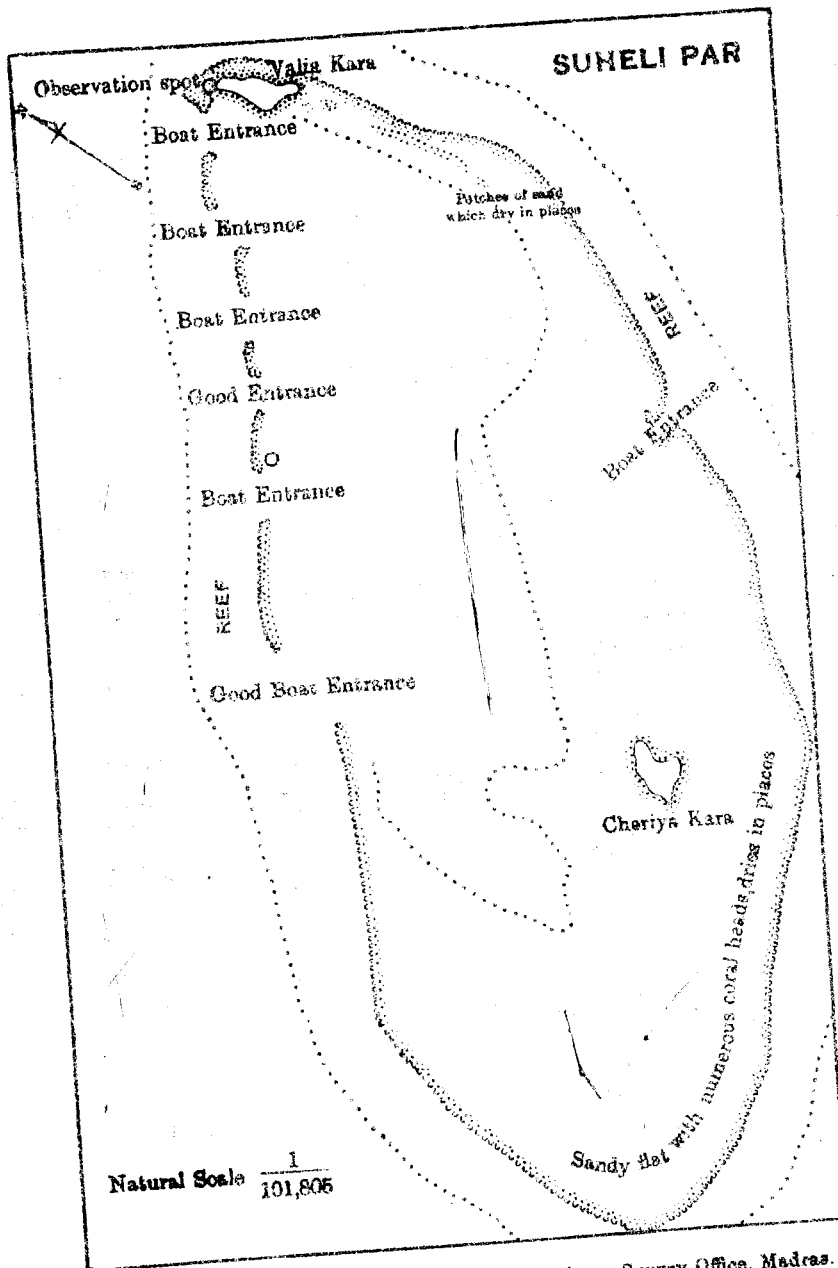 SUHELI PAR
Observation spot
Valia Kara
Boat Entrance
Patches of sand
which dry in places
Boat Entrance
Boat Entrance
REEF
Good Entrance
Boat Entrance
Boat Entrance
REEF
Good Boat Entrance
Cheriya Kara
Sandy flat with numerous coral heads, dries in places
Natural Scale 1
101,805
Survey Office, Madras.